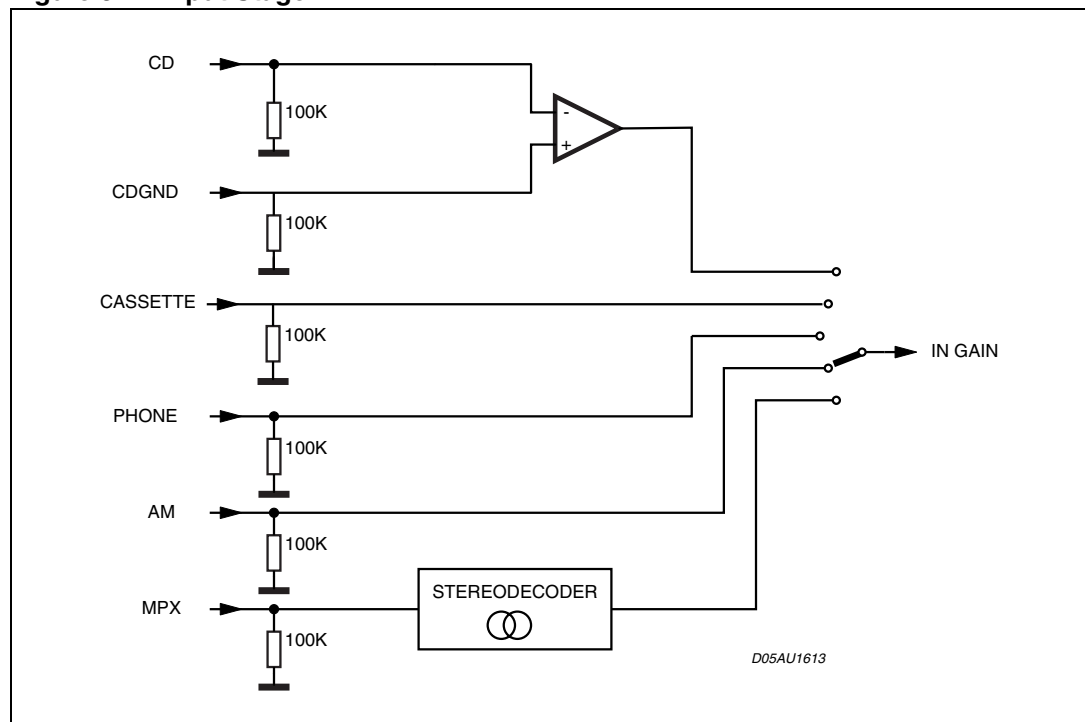 CD
100K
-
+
CDGND
100K
CASSETTE
100K
IN GAIN
PHONE
100K
AM
100K
STEREODECODER
MPX
100K
D05AU1613